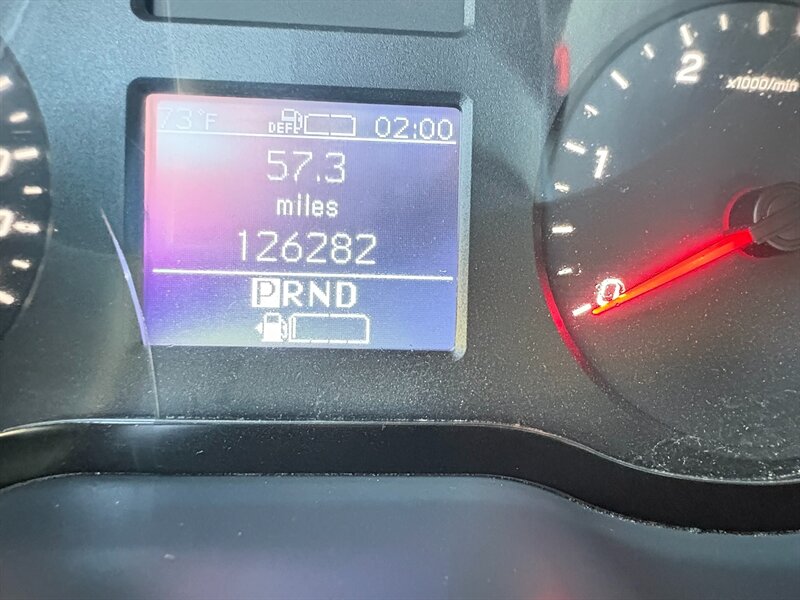 73°F DEF 02:00
57.3
miles
126282
PRND
2
x1000/min
1
0